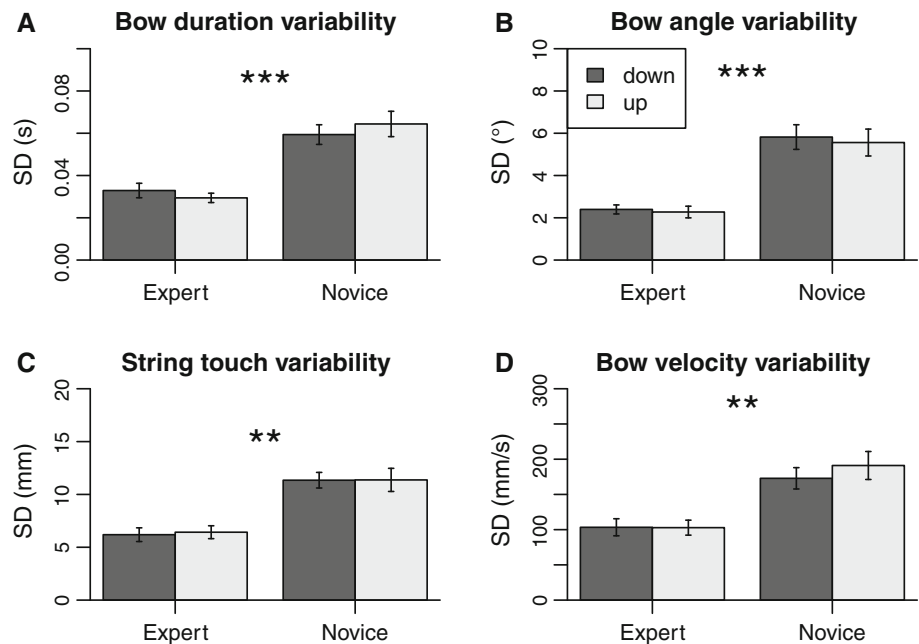 A Bow duration variability
SD (s)
0.08
0.04
0.00
***
Expert Novice
B Bow angle variability
SD (°)
10
8
6
4
2
0
down
up
***
Expert Novice
C String touch variability
SD (mm)
20
15
10
5
0
**
Expert Novice
D Bow velocity variability
SD (mm/s)
300
200
100
0
**
Expert Novice